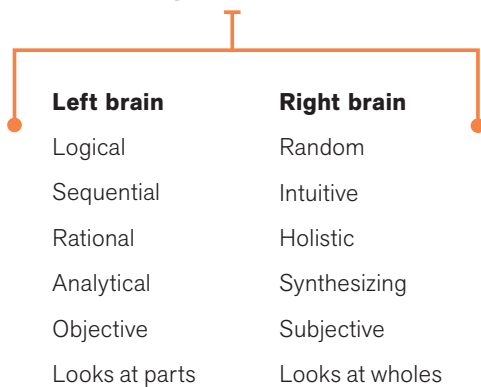 Left brain Right brain
Logical Random
Sequential Intuitive
Rational Holistic
Analytical Synthesizing
Objective Subjective
Looks at parts Looks at wholes